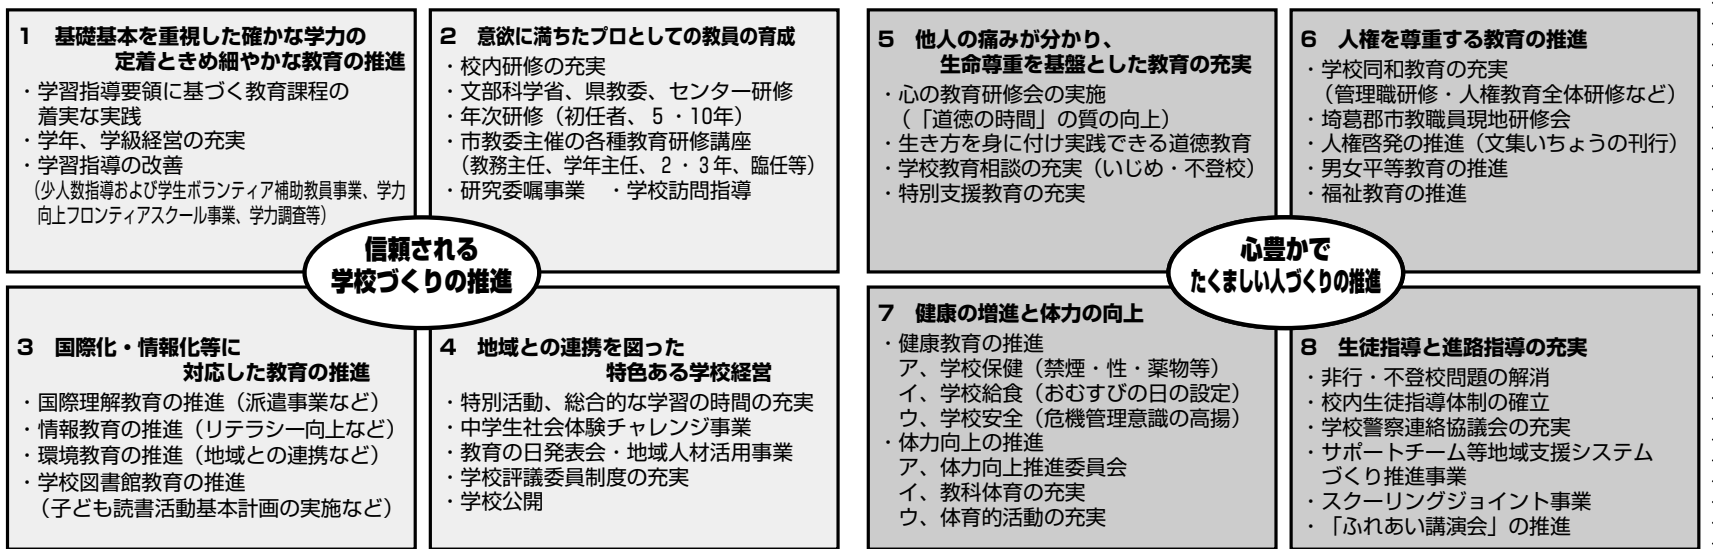 1 基礎基本を重視した確かな学力の
定着ときめ細やかな教育の推進
・学習指導要領に基づく教育課程の
着実な実践
・学年、学級経営の充実
・学習指導の改善
(少人数指導および学生ボランティア補助教員事業、学力
向上フロンティアスクール事業、学力調査等)
2 意欲に満ちたプロとしての教員の育成
・校内研修の充実
・文部科学省、県教委、センター研修
・年次研修（初任者、5・10年）
・市教委主催の各種教育研修講座
（教務主任、学年主任、2・3年、臨任等）
・研究委嘱事業 ・学校訪問指導
信頼される
学校づくりの推進
3 国際化・情報化等に
対応した教育の推進
・国際理解教育の推進（派遣事業など）
・情報教育の推進（リテラシー向上など）
・環境教育の推進（地域との連携など）
・学校図書館教育の推進
（子ども読書活動基本計画の実施など）
4 地域との連携を図った
特色ある学校経営
・特別活動、総合的な学習の時間の充実
・中学生社会体験チャレンジ事業
・教育の日発表会・地域人材活用事業
・学校評議委員制度の充実
・学校公開
5 他人の痛みが分かり、
生命尊重を基盤とした教育の充実
・心の教育研修会の実施
（「道徳の時間」の質の向上）
・生き方を身に付け実践できる道徳教育
・学校教育相談の充実（いじめ・不登校）
・特別支援教育の充実
6 人権を尊重する教育の推進
・学校同和教育の充実
（管理職研修・人権教育全体研修など）
・埼葛郡市教職員現地研修会
・人権啓発の推進（文集いちょうの刊行）
・男女平等教育の推進
・福祉教育の推進
心豊かで
たくましい人づくりの推進
7 健康の増進と体力の向上
・健康教育の推進
ア、学校保健（禁煙・性・薬物等）
イ、学校給食（おむすびの日の設定）
ウ、学校安全（危機管理意識の高揚）
・体力向上の推進
ア、体力向上推進委員会
イ、教科体育の充実
ウ、体育的活動の充実
8 生徒指導と進路指導の充実
・非行・不登校問題の解消
・校内生徒指導体制の確立
・学校警察連絡協議会の充実
・サポートチーム等地域支援システム
づくり推進事業
・スクーリングジョイント事業
・「ふれあい講演会」の推進